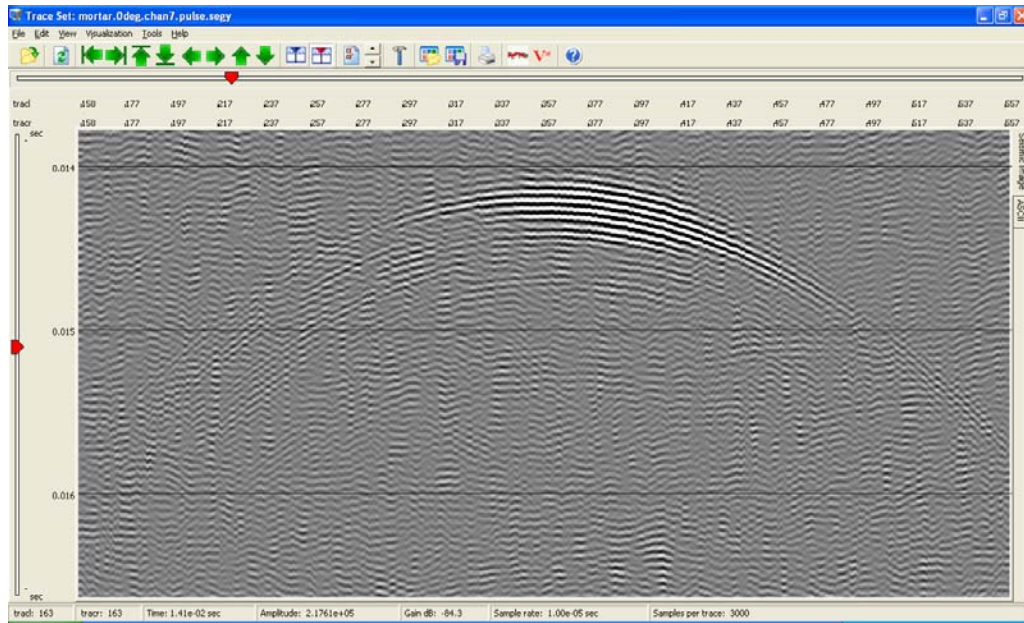 Trace Set: mortar.0deg.chan7.pulse.segy
File Edit View Visualization Tools Help
tracl 158 177 197 217 237 257 277 297 317 337 357 377 397 417 437 457 477 497 517 537 557
tracr 158 177 197 217 237 257 277 297 317 337 357 377 397 417 437 457 477 497 517 537 557
sec
0.014
Seismic Image
ASCII
0.015
0.016
sec
tracl: 163 tracr: 163 Time: 1.41e-02 sec Amplitude: 2.1761e+05 Gain dB: -84.3 Sample rate: 1.00e-05 sec Samples per trace: 3000